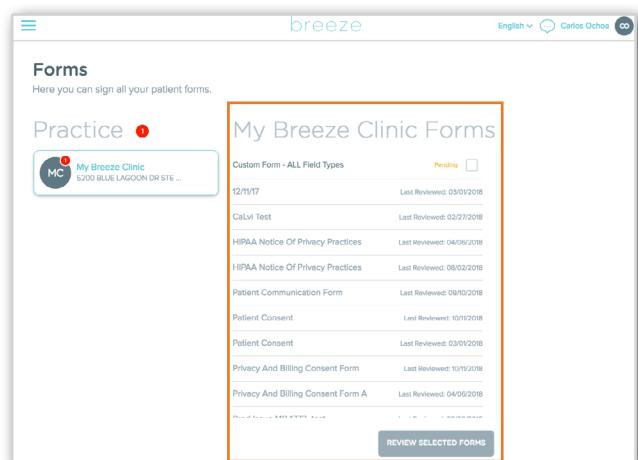 breeze
English
Carlos Ochoa
CO
Forms
Here you can sign all your patient forms.
Practice 1
MC 1
My Breeze Clinic
5200 BLUE LAGOON DR STE ...
My Breeze Clinic Forms
Custom Form - ALL Field Types Pending
12/11/17 Last Reviewed: 03/01/2018
CaLvi Test Last Reviewed: 02/27/2018
HIPAA Notice Of Privacy Practices Last Reviewed: 04/06/2018
HIPAA Notice Of Privacy Practices Last Reviewed: 08/02/2018
Patient Communication Form Last Reviewed: 09/10/2018
Patient Consent Last Reviewed: 10/11/2018
Patient Consent Last Reviewed: 03/01/2018
Privacy And Billing Consent Form Last Reviewed: 10/11/2018
Privacy And Billing Consent Form A Last Reviewed: 04/06/2018
REVIEW SELECTED FORMS